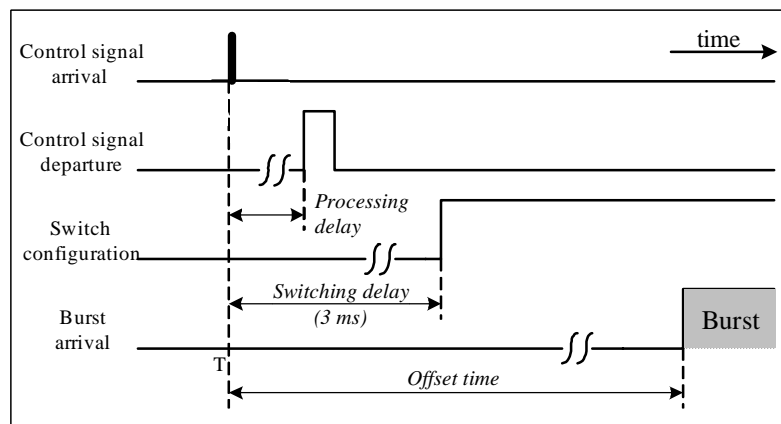 Control signal
arrival
time
Control signal
departure
Processing
delay
Switch
configuration
Switching delay
(3 ms)
Burst
arrival
Burst
T
Offset time